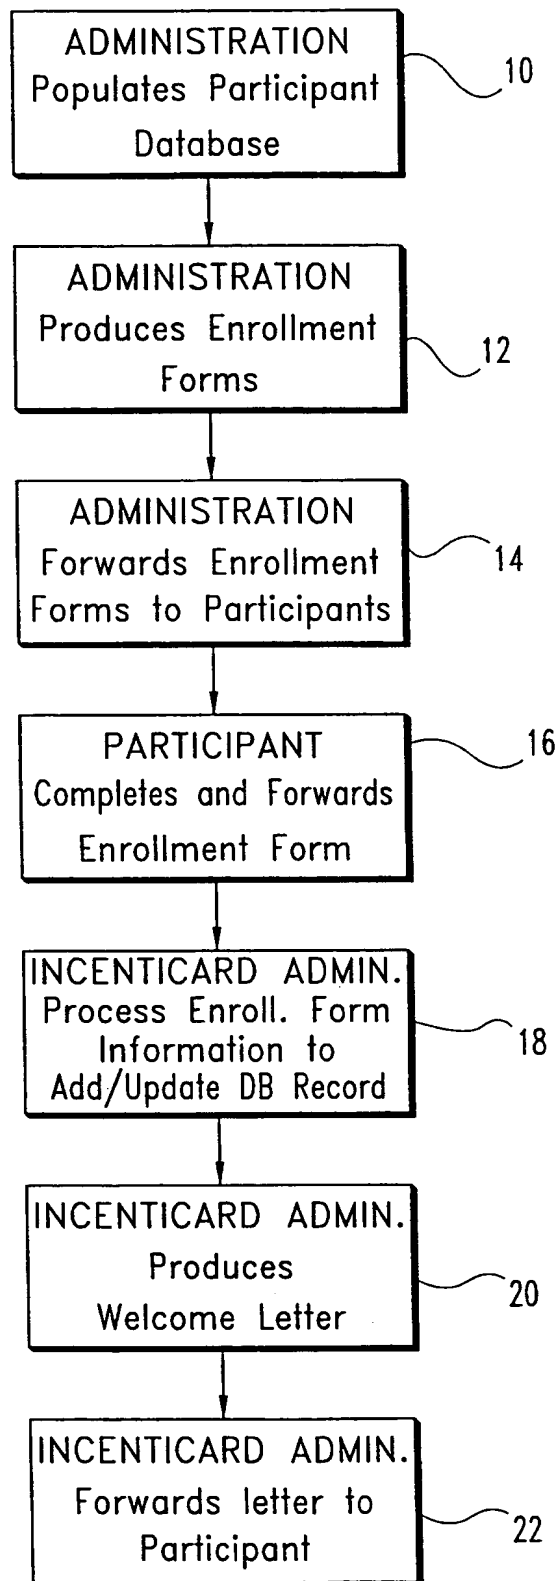 ADMINISTRATION
Populates Participant
Database
10
ADMINISTRATION
Produces Enrollment
Forms
12
ADMINISTRATION
Forwards Enrollment
Forms to Participants
14
PARTICIPANT
Completes and Forwards
Enrollment Form
16
INCENTICARD ADMIN.
Process Enroll. Form
Information to
Add/Update DB Record
18
INCENTICARD ADMIN.
Produces
Welcome Letter
20
INCENTICARD ADMIN.
Forwards letter to
Participant
22